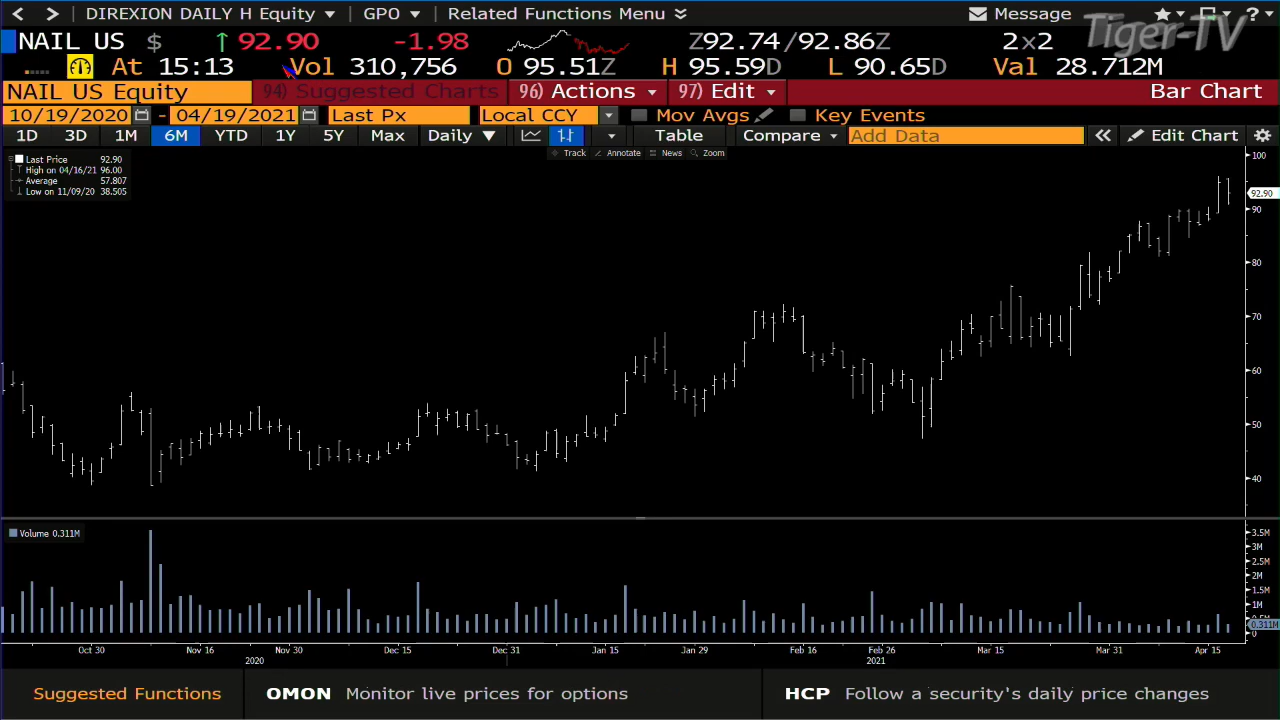 DIREXION DAILY H Equity GPO Related Functions Menu Message ?
Tiger-TV
NAIL US $ ↑ 92.90 -1.98 Z92.74/92.86Z 2×2
At 15:13 Vol 310,756 O 95.51Z H 95.59D L 90.65D Val 28.712M
NAIL US Equity 94) Suggested Charts 96) Actions 97) Edit Bar Chart
10/19/2020 - 04/19/2021 Last Px Local CCY Mov Avgs Key Events
1D 3D 1M 6M YTD 1Y 5Y Max Daily ▼ Table Compare Add Data « Edit Chart
Track Annotate News Zoom
Last Price 92.90
High on 04/16/21 96.00
Average 57.807
Low on 11/09/20 38.505
100
92.90
90
80
70
60
50
40
Volume 0.311M
3.5M
3M
2M
1.5M
1M
0.311M
0
Oct 30 Nov 16 Nov 30 Dec 15 Dec 31 Jan 15 Jan 29 Feb 16 Feb 26 Mar 15 Mar 31 Apr 15
2020 2021
Suggested Functions OMON Monitor live prices for options HCP Follow a security's daily price changes